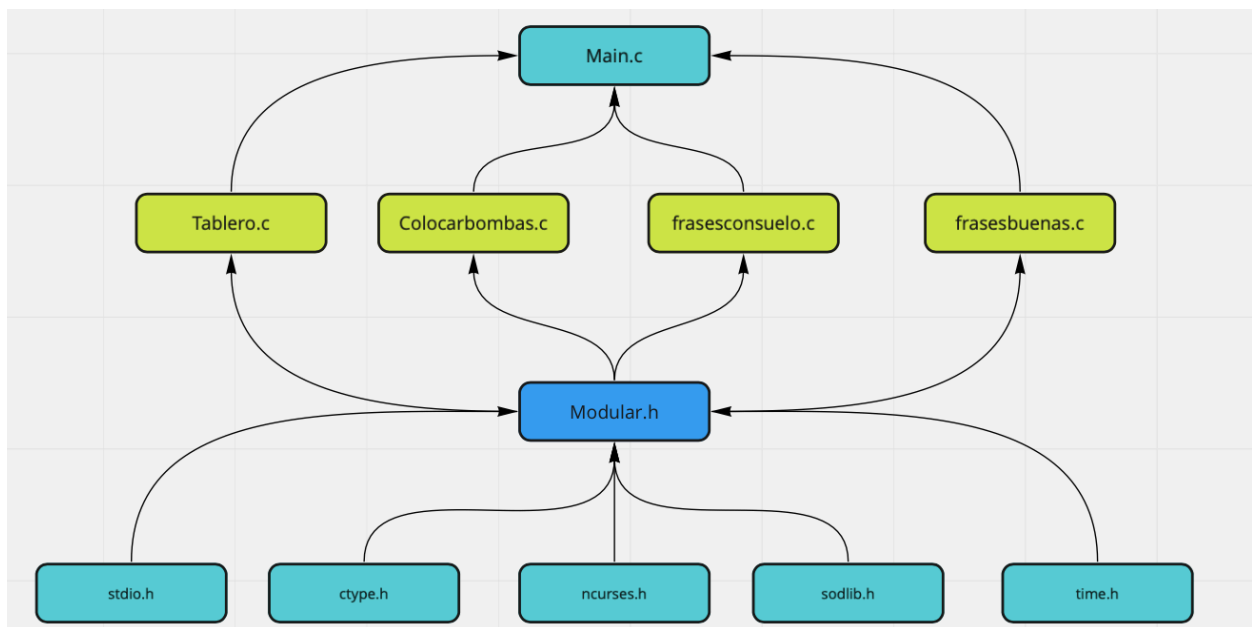 Main.c
Tablero.c
Colocarbombas.c
frasesconsuelo.c
frasesbuenas.c
Modular.h
stdio.h
ctype.h
ncurses.h
sodlib.h
time.h